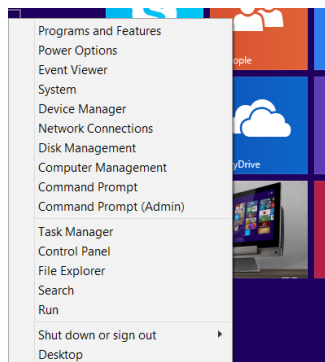 Programs and Features
Power Options
Event Viewer
System
Device Manager
Network Connections
Disk Management
Computer Management
Command Prompt
Command Prompt (Admin)
Task Manager
Control Panel
File Explorer
Search
Run
Shut down or sign out
Desktop
eople
yDrive